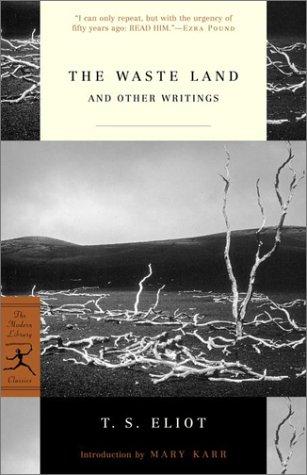 "I can only repeat, but with the urgency of
fifty years ago: READ HIM."—EZRA POUND
THE WASTE LAND
AND OTHER WRITINGS
The
Modern Library
Classics
T. S. ELIOT
Introduction by MARY KARR